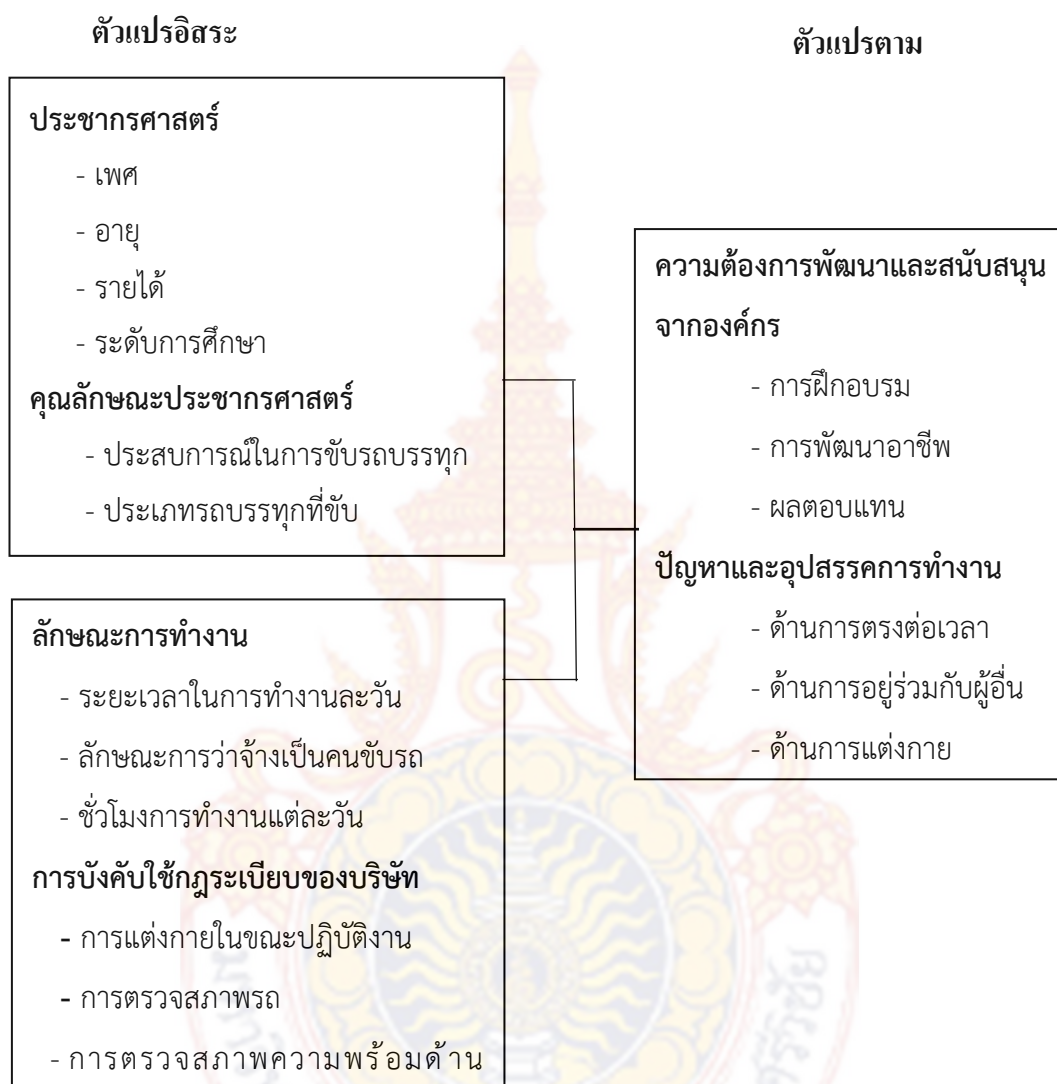 ตัวแปรอิสระ
ประชากรศาสตร์
- เพศ
- อายุ
- รายได้
- ระดับการศึกษา
คุณลักษณะประชากรศาสตร์
- ประสบการณ์ในการขับรถบรรทุก
- ประเภทรถบรรทุกที่ขับ
ลักษณะการทำงาน
- ระยะเวลาในการทำงานละวัน
- ลักษณะการว่าจ้างเป็นคนขับรถ
- ชั่วโมงการทำงานแต่ละวัน
การบังคับใช้กฎระเบียบของบริษัท
- การแต่งกายในขณะปฏิบัติงาน
- การตรวจสภาพรถ
- การตรวจสภาพความพร้อมด้าน
ตัวแปรตาม
ความต้องการพัฒนาและสนับสนุน
จากองค์กร
- การฝึกอบรม
- การพัฒนาอาชีพ
- ผลตอบแทน
ปัญหาและอุปสรรคการทำงาน
- ด้านการตรงต่อเวลา
- ด้านการอยู่ร่วมกับผู้อื่น
- ด้านการแต่งกาย